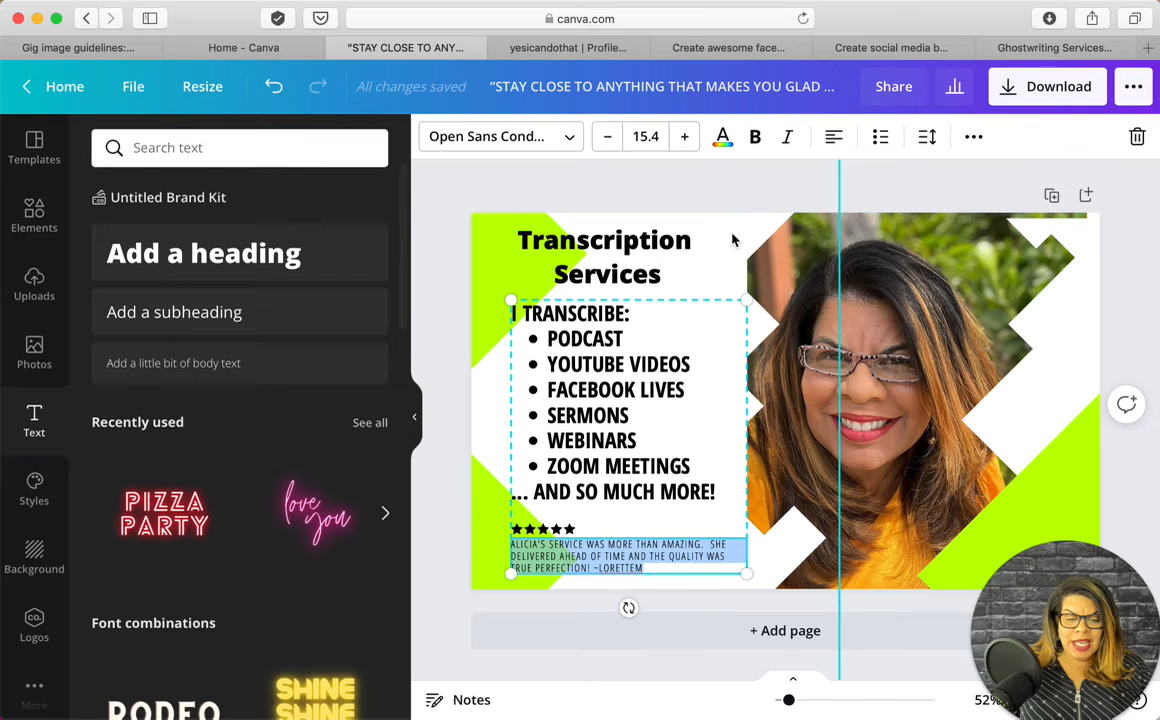 canva.com
Gig image guidelines:...
Home - Canva
"STAY CLOSE TO ANY...
yesicandothat | Profile...
Create awesome face...
Create social media b...
Ghostwriting Services...
Home
File
Resize
All changes saved
"STAY CLOSE TO ANYTHING THAT MAKES YOU GLAD ...
Share
Download
Open Sans Cond...
15.4
A
B
I
Templates
Elements
Uploads
Photos
Text
Styles
Background
Logos
More
Search text
Untitled Brand Kit
Add a heading
Add a subheading
Add a little bit of body text
Recently used
See all
PIZZA
PARTY
love
you
Font combinations
RODEO
SHINE
SHINE
Transcription
Services
I TRANSCRIBE:
• PODCAST
• YOUTUBE VIDEOS
• FACEBOOK LIVES
• SERMONS
• WEBINARS
• ZOOM MEETINGS
... AND SO MUCH MORE!
★★★★★
ALICIA'S SERVICE WAS MORE THAN AMAZING. SHE
DELIVERED AHEAD OF TIME AND THE QUALITY WAS
TRUE PERFECTION! ~LORETTEM
+ Add page
Notes
52%
CO.
?